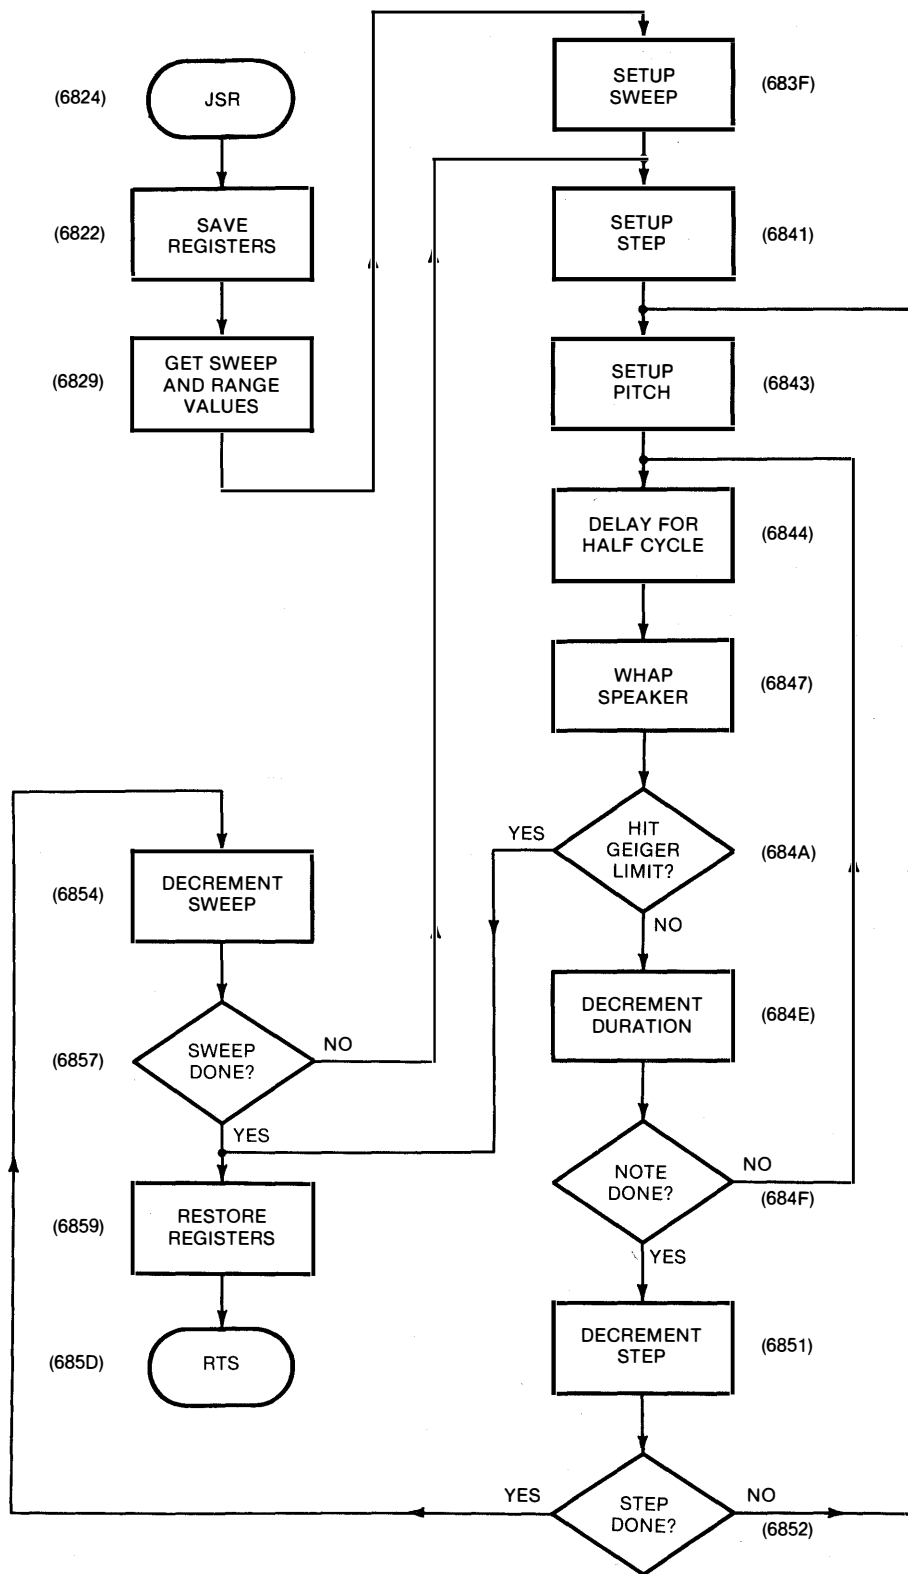 (6824)
JSR
(6822)
SAVE
REGISTERS
(6829)
GET SWEEP
AND RANGE
VALUES
SETUP
SWEEP
(683F)
SETUP
STEP
(6841)
SETUP
PITCH
(6843)
DELAY FOR
HALF CYCLE
(6844)
WHAP
SPEAKER
(6847)
YES
HIT
GEIGER
LIMIT?
(684A)
NO
DECREMENT
DURATION
(684E)
NOTE
DONE?
NO
(684F)
YES
DECREMENT
STEP
(6851)
YES
STEP
DONE?
NO
(6852)
(6854)
DECREMENT
SWEEP
(6857)
SWEEP
DONE?
NO
YES
(6859)
RESTORE
REGISTERS
(685D)
RTS